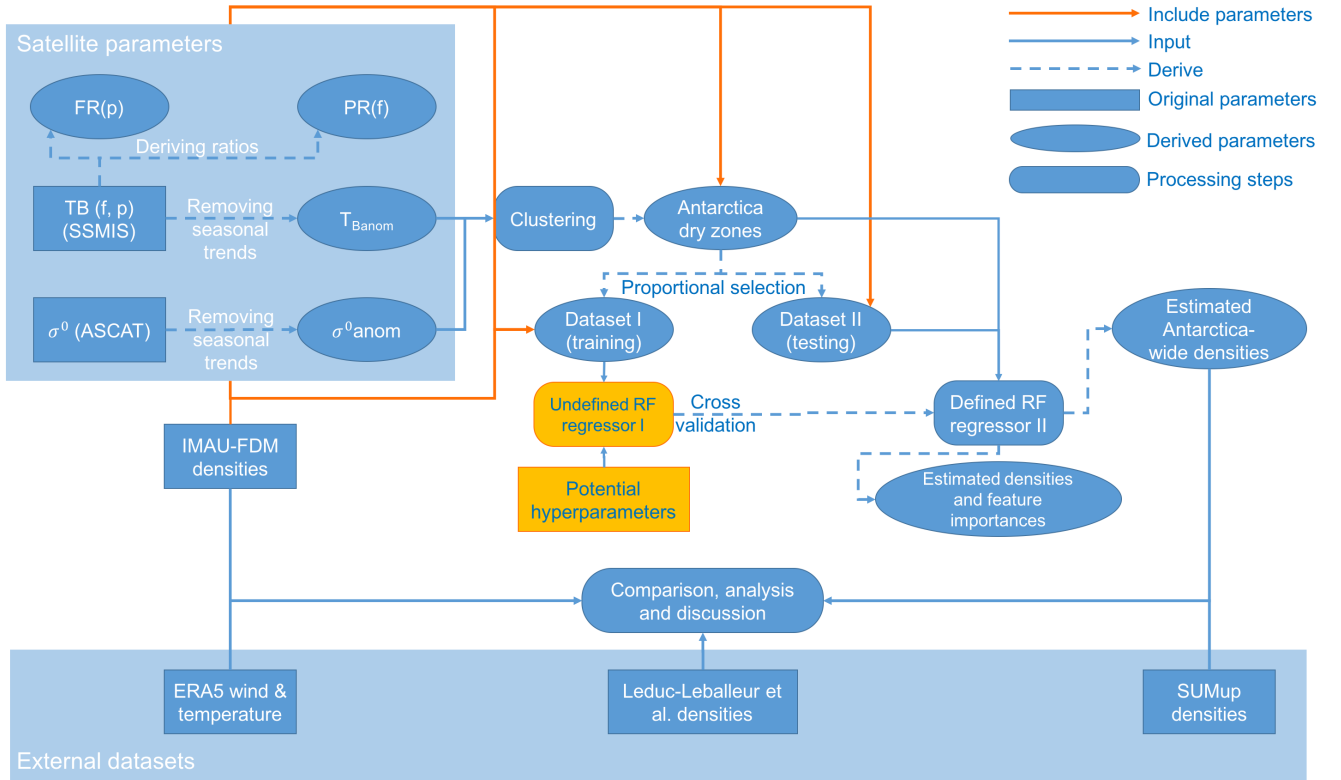 Satellite parameters
FR(p)
PR(f)
Deriving ratios
TB (f, p)
(SSMIS)
Removing
seasonal
trends
T_Banom
σ⁰ (ASCAT)
Removing
seasonal
trends
σ⁰anom
Clustering
Antarctica
dry zones
Proportional selection
Dataset I
(training)
Dataset II
(testing)
Undefined RF
regressor I
Cross
validation
Defined RF
regressor II
Potential
hyperparameters
Estimated densities
and feature
importances
Estimated
Antarctica-
wide densities
Include parameters
Input
Derive
Original parameters
Derived parameters
Processing steps
IMAU-FDM
densities
Comparison, analysis
and discussion
ERA5 wind &
temperature
Leduc-Leballeur et
al. densities
SUMup
densities
External datasets